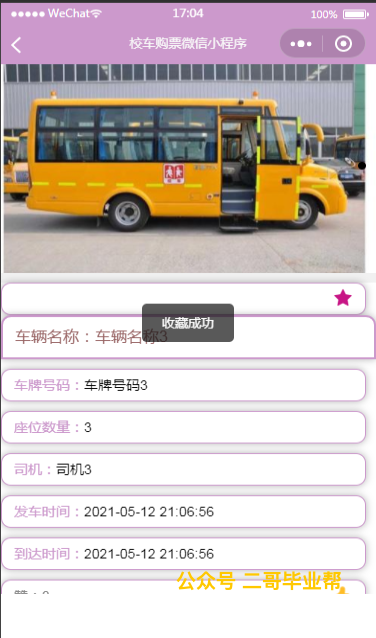 ●●●●● WeChat 17:04 100%
校车购票微信小程序
收藏成功
车辆名称：车辆名称3
车牌号码：车牌号码3
座位数量：3
司机：司机3
发车时间：2021-05-12 21:06:56
到达时间：2021-05-12 21:06:56
公众号 二哥毕业帮